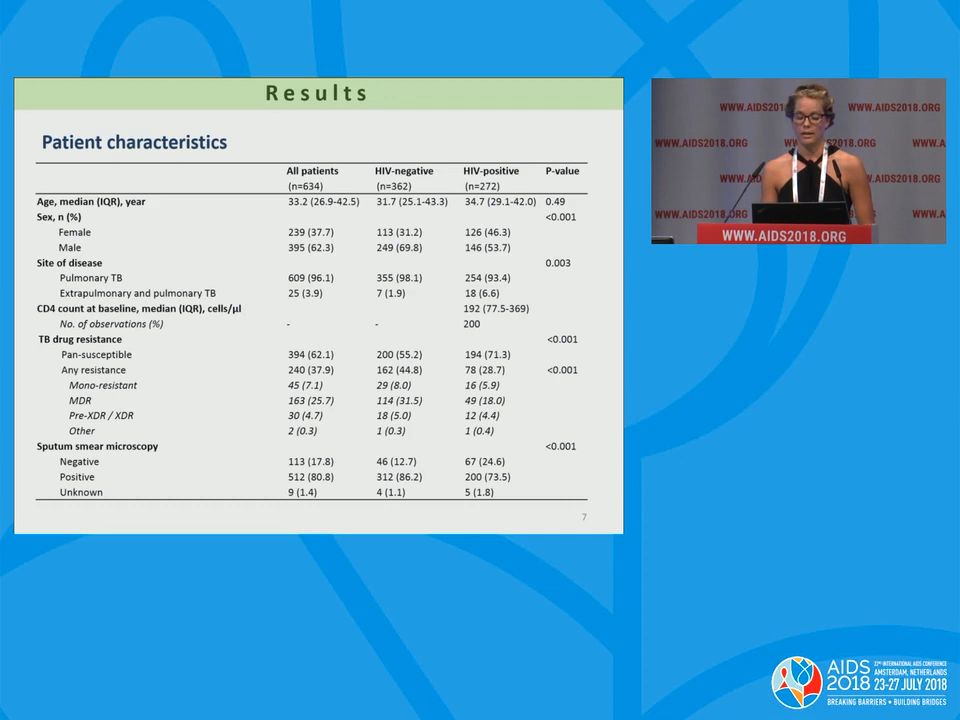 Results
Patient characteristics
All patients HIV-negative HIV-positive P-value
(n=634) (n=362) (n=272)
Age, median (IQR), year 33.2 (26.9-42.5) 31.7 (25.1-43.3) 34.7 (29.1-42.0) 0.49
Sex, n (%) <0.001
Female 239 (37.7) 113 (31.2) 126 (46.3)
Male 395 (62.3) 249 (69.8) 146 (53.7)
Site of disease 0.003
Pulmonary TB 609 (96.1) 355 (98.1) 254 (93.4)
Extrapulmonary and pulmonary TB 25 (3.9) 7 (1.9) 18 (6.6)
CD4 count at baseline, median (IQR), cells/µl 192 (77.5-369)
No. of observations (%) - - 200
TB drug resistance <0.001
Pan-susceptible 394 (62.1) 200 (55.2) 194 (71.3)
Any resistance 240 (37.9) 162 (44.8) 78 (28.7) <0.001
Mono-resistant 45 (7.1) 29 (8.0) 16 (5.9)
MDR 163 (25.7) 114 (31.5) 49 (18.0)
Pre-XDR / XDR 30 (4.7) 18 (5.0) 12 (4.4)
Other 2 (0.3) 1 (0.3) 1 (0.4)
Sputum smear microscopy <0.001
Negative 113 (17.8) 46 (12.7) 67 (24.6)
Positive 512 (80.8) 312 (86.2) 200 (73.5)
Unknown 9 (1.4) 4 (1.1) 5 (1.8)
7
WWW.AIDS201 WWW.AIDS2018.ORG
WWW.AIDS2018.ORG W S2018.ORG WWW.A
WWW.AI AIDS2018.ORG
WWW.AIDS2018.ORG WWW.A
WWW.AIDS2018.ORG
AIDS 2018
22ND INTERNATIONAL AIDS CONFERENCE
AMSTERDAM, NETHERLANDS
23-27 JULY 2018
BREAKING BARRIERS • BUILDING BRIDGES